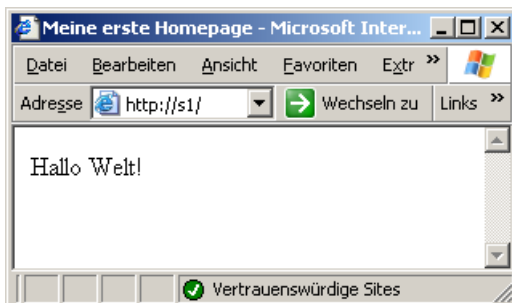 Meine erste Homepage - Microsoft Inter...
Datei Bearbeiten Ansicht Favoriten Extr »
Adresse http://s1/ Wechseln zu Links »
Hallo Welt!
Vertrauenswürdige Sites